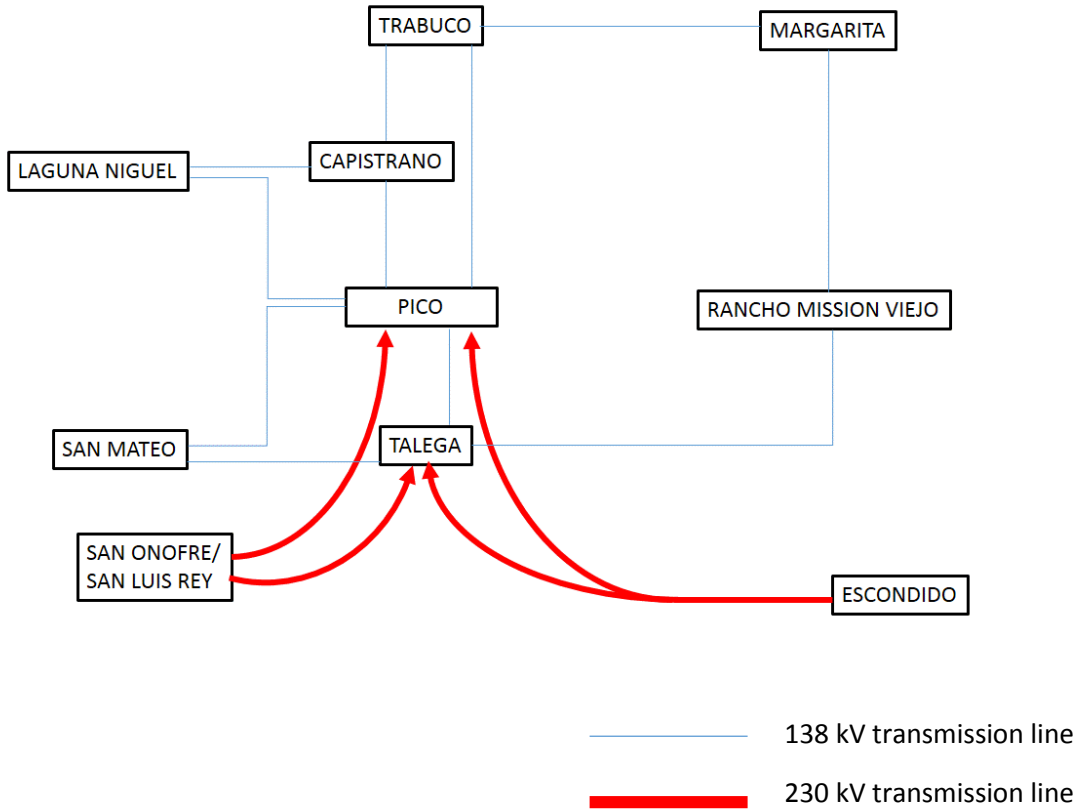 TRABUCO
MARGARITA
LAGUNA NIGUEL
CAPISTRANO
PICO
RANCHO MISSION VIEJO
SAN MATEO
TALEGA
SAN ONOFRE/
SAN LUIS REY
ESCONDIDO
138 kV transmission line
230 kV transmission line